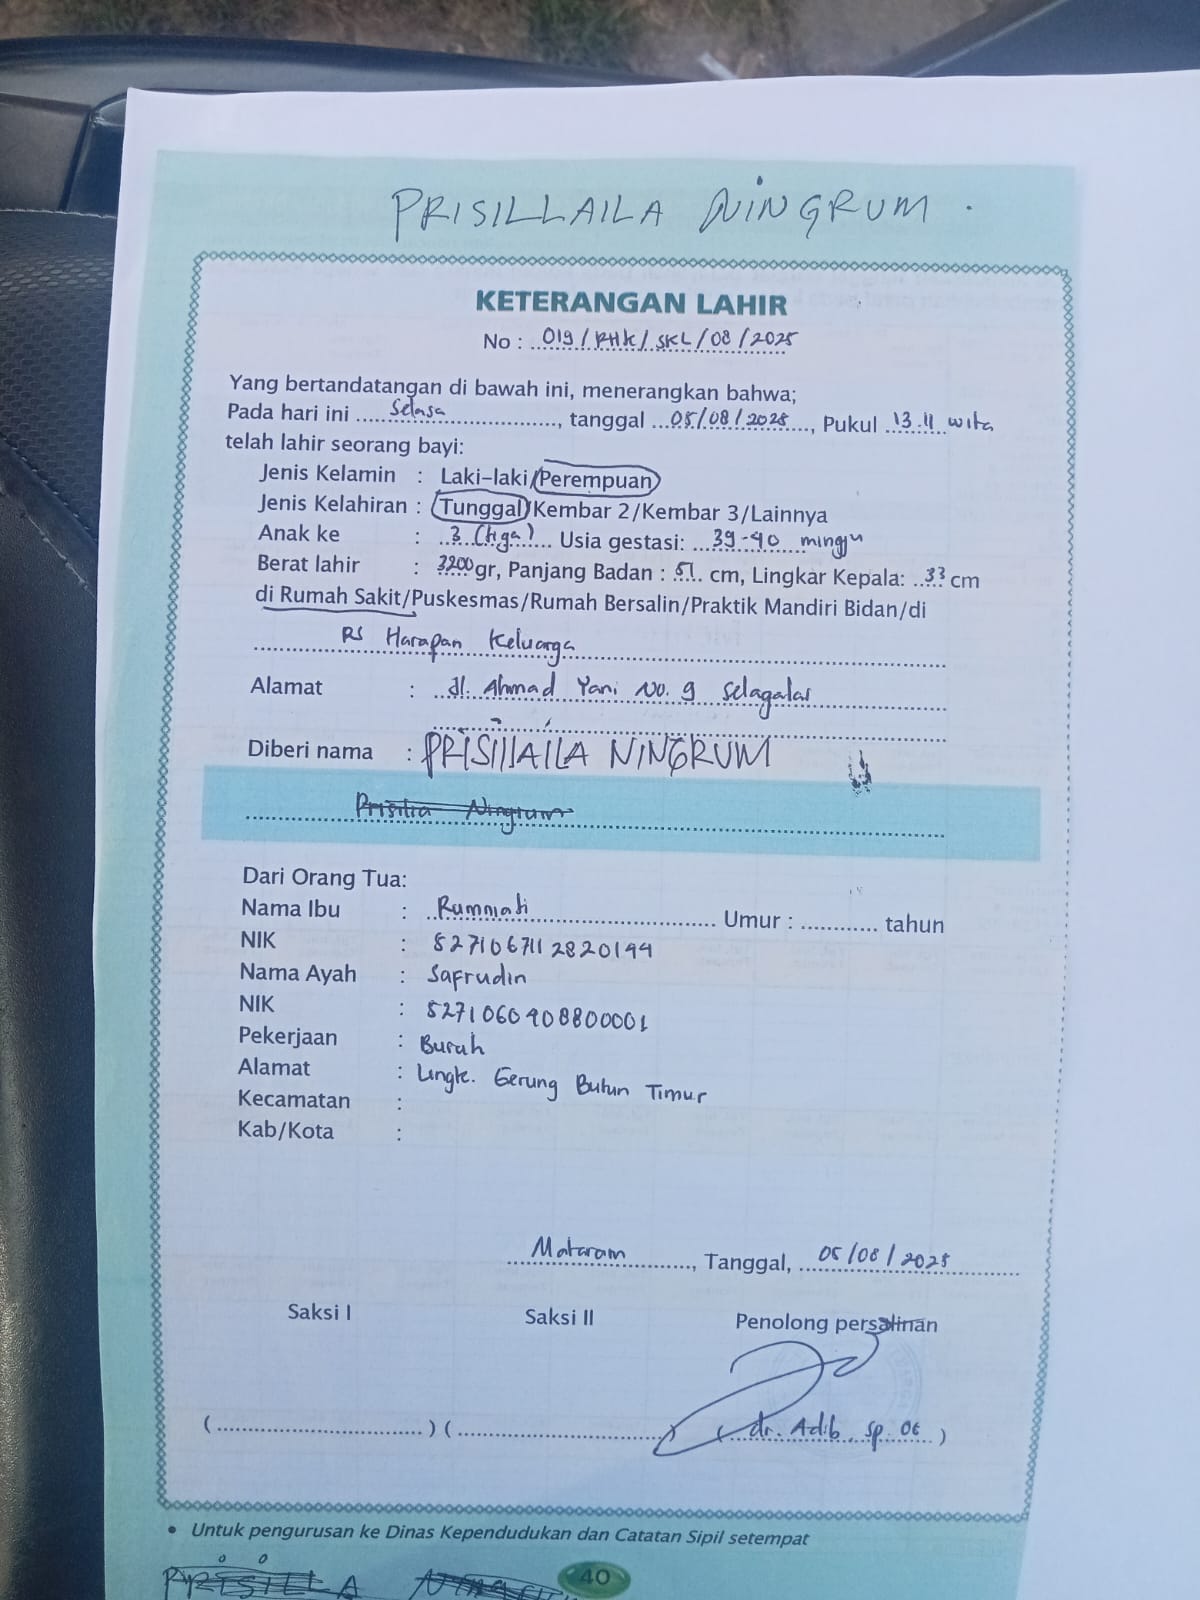 PRISILLAILA NINGRUM.
KETERANGAN LAHIR
No : 019/RHK/SKL/08/2025
Yang bertandatangan di bawah ini, menerangkan bahwa;
Pada hari ini Selasa, tanggal 05/08/2025, Pukul 13.11 wita
telah lahir seorang bayi:
Jenis Kelamin : Laki-laki/Perempuan
Jenis Kelahiran : Tunggal/Kembar 2/Kembar 3/Lainnya
Anak ke : 3 (tiga) Usia gestasi: 39-40 minggu
Berat lahir : 3200 gr, Panjang Badan : 51 cm, Lingkar Kepala: 33 cm
di Rumah Sakit/Puskesmas/Rumah Bersalin/Praktik Mandiri Bidan/di
RS Harapan Keluarga
Alamat : Jl. Ahmad Yani No. 9 Selagalas
Diberi nama : PRISILLAILA NINGRUM
Prisilia Ningrum
Dari Orang Tua:
Nama Ibu : Rummiati Umur : ............ tahun
NIK : 5271067112820144
Nama Ayah : Safrudin
NIK : 5271060408800001
Pekerjaan : Buruh
Alamat : Lingk. Gerung Butun Timur
Kecamatan :
Kab/Kota :
Mataram, Tanggal, 05/08/2025
Saksi I Saksi II Penolong persalinan
(..............................) (..............................) (dr. Adib, Sp. OG)
• Untuk pengurusan ke Dinas Kependudukan dan Catatan Sipil setempat
PRISILLA
40